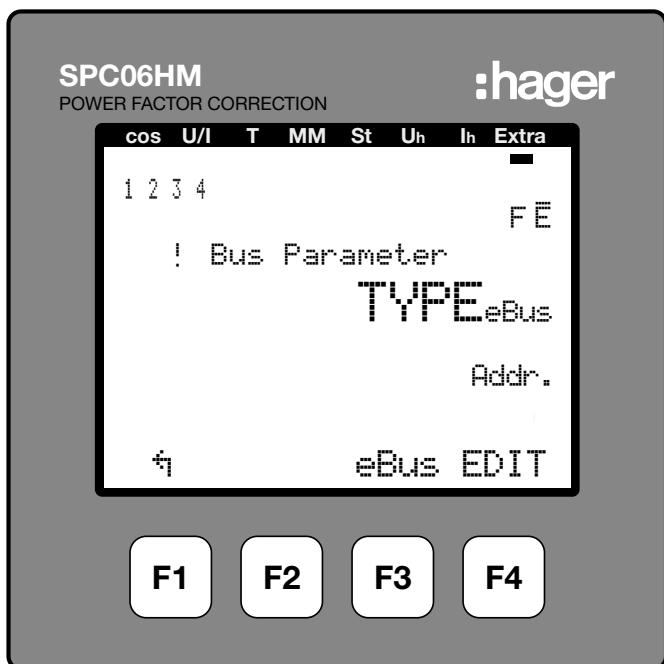 SPC06HM :hager
POWER FACTOR CORRECTION
cos U/I T MM St Uh Ih Extra
1 2 3 4
F Ē
! Bus Parameter
TYPE eBus
Addr.
eBus EDIT
F1 F2 F3 F4